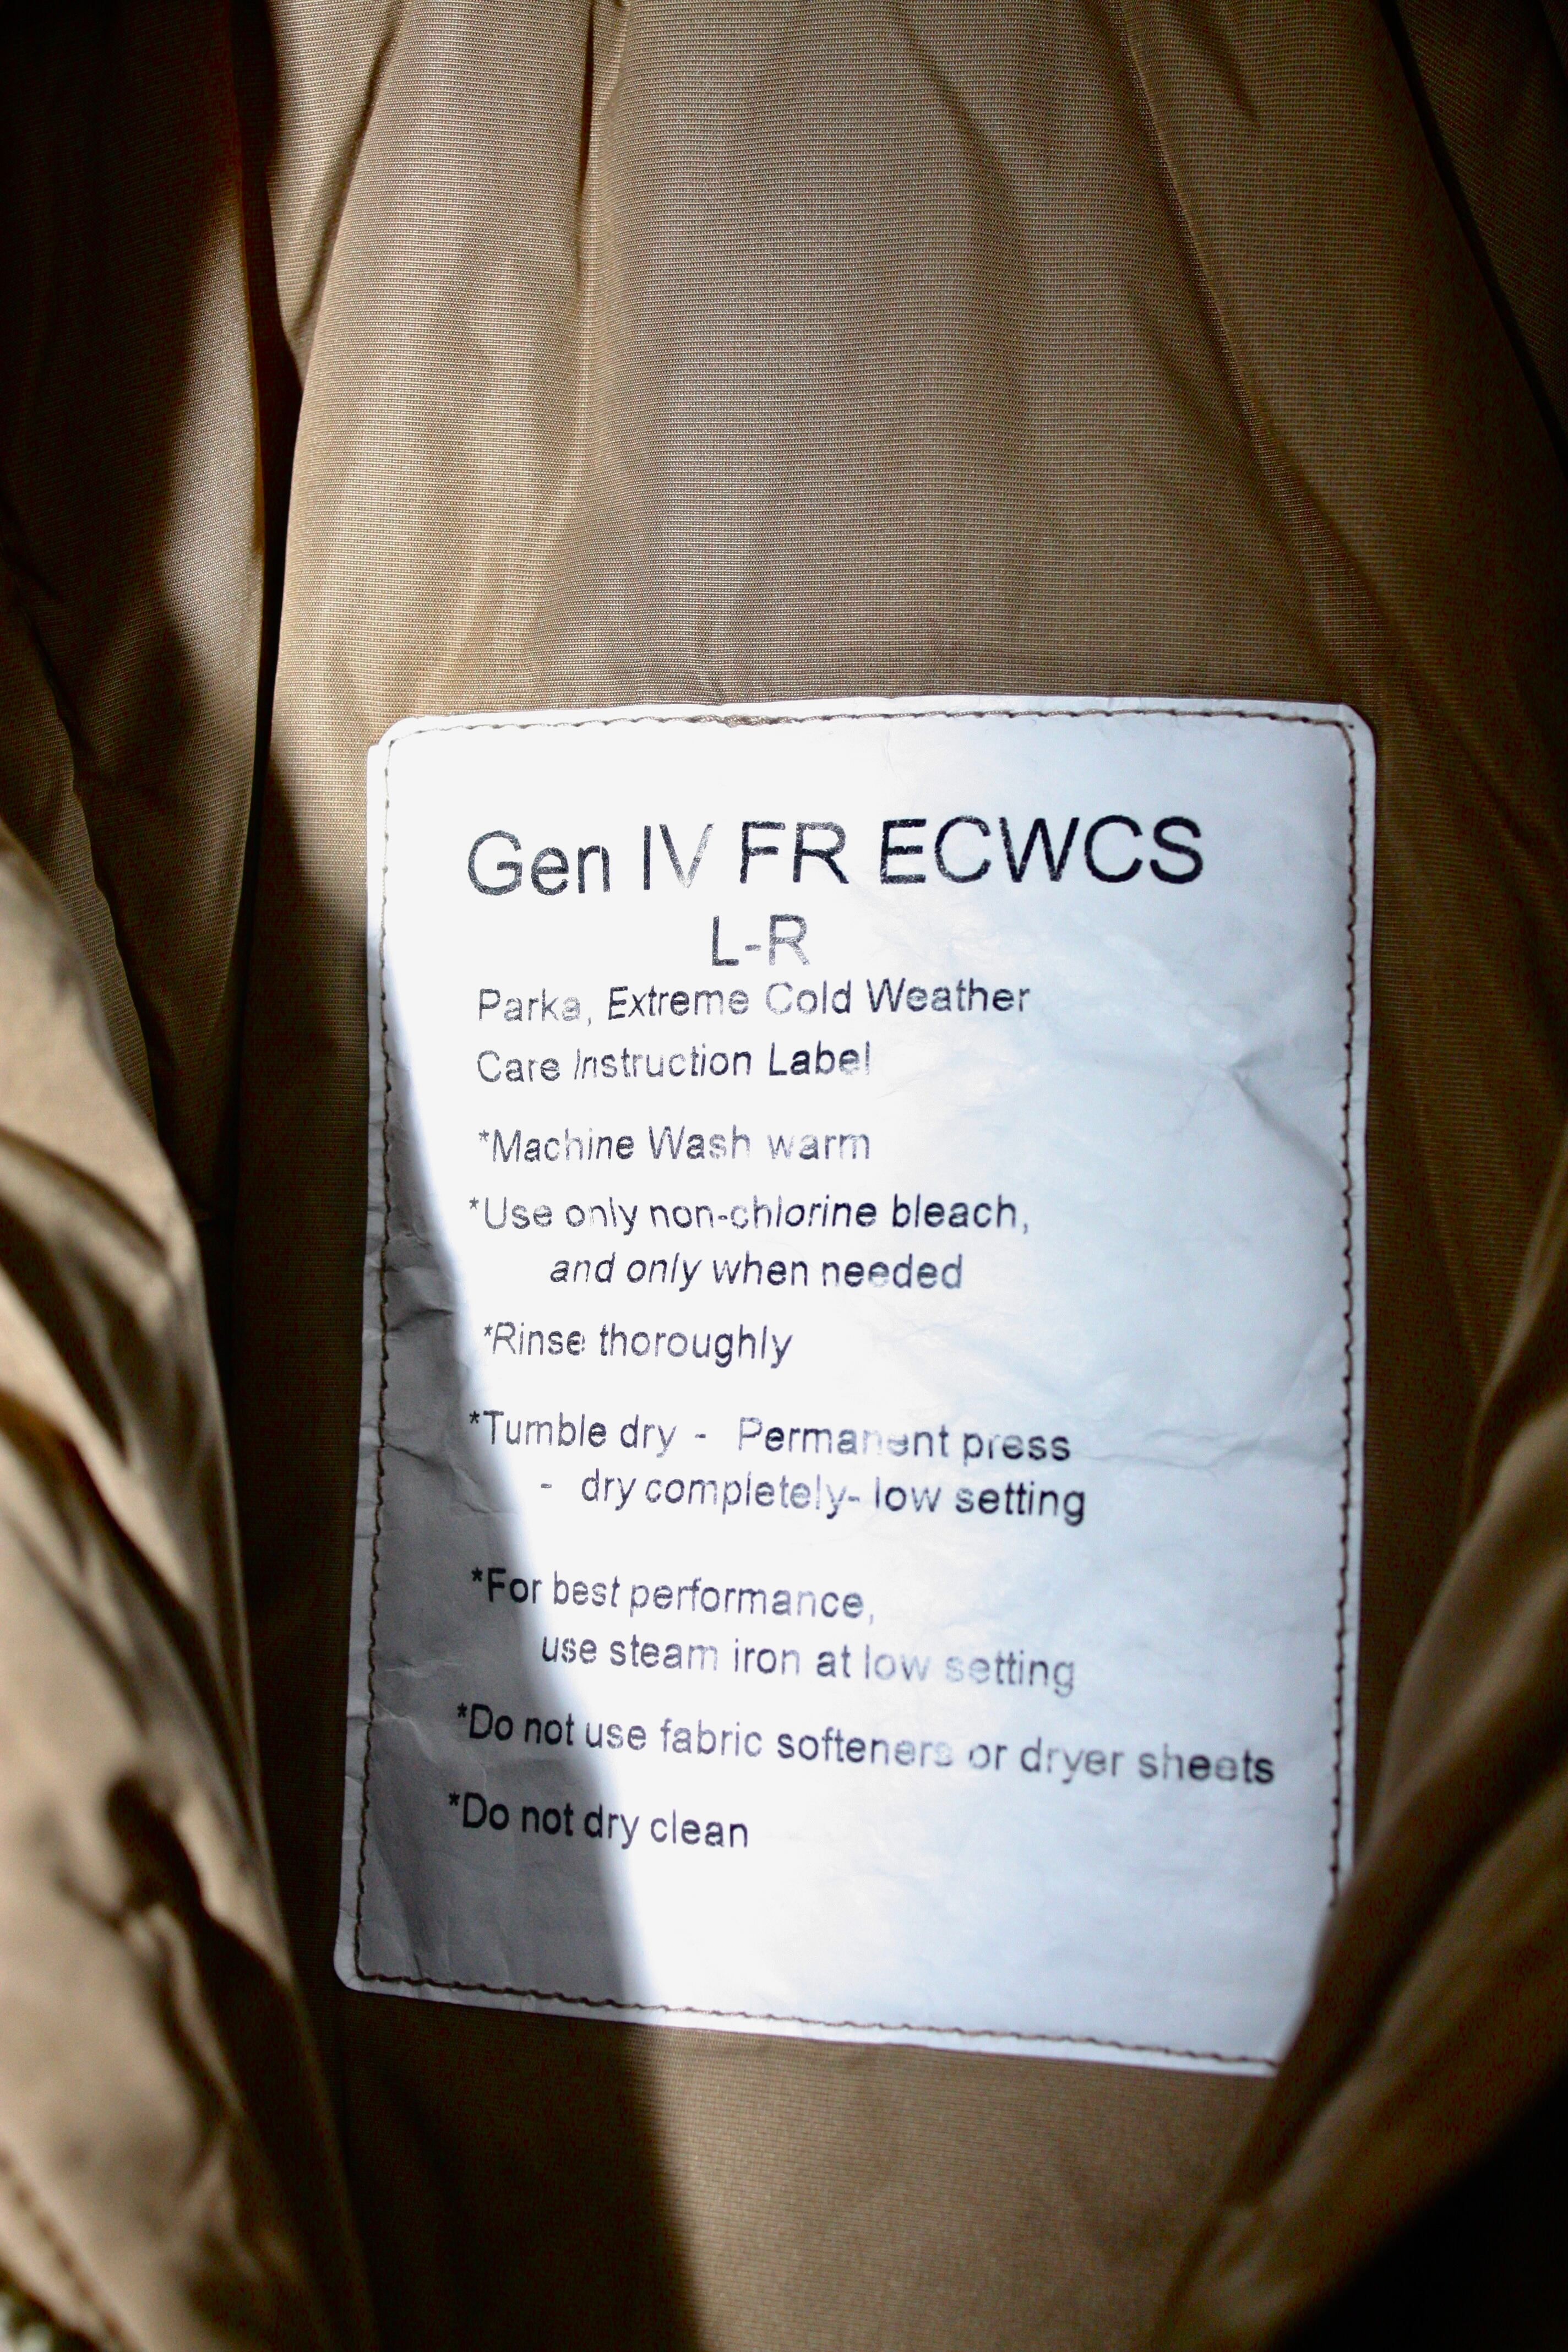 Gen IV FR ECWCS
L-R
Parka, Extreme Cold Weather
Care Instruction Label
*Machine Wash warm
*Use only non-chlorine bleach,
and only when needed
*Rinse thoroughly
*Tumble dry - Permanent press
- dry completely- low setting
*For best performance,
use steam iron at low setting
*Do not use fabric softeners or dryer sheets
*Do not dry clean